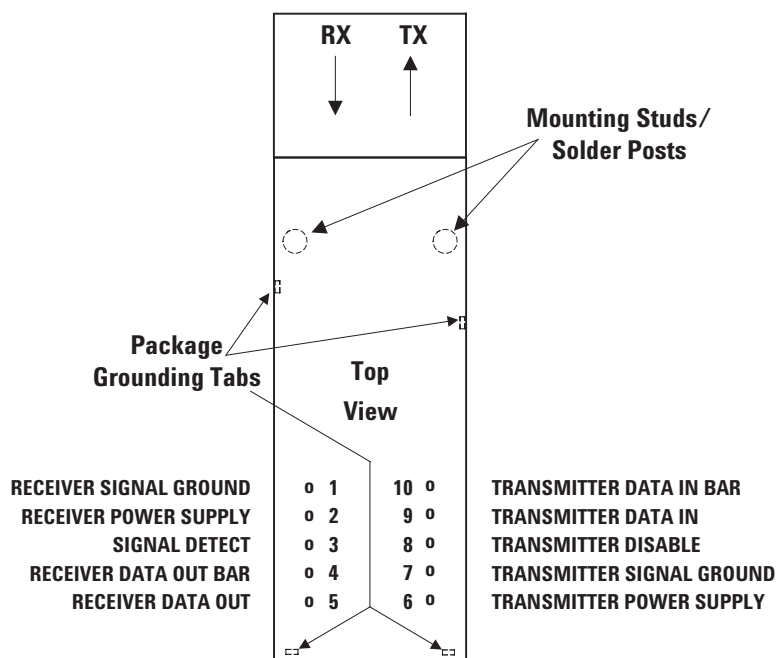 RX TX
Mounting Studs/
Solder Posts
Package
Grounding Tabs
Top
View
RECEIVER SIGNAL GROUND o 1 10 o TRANSMITTER DATA IN BAR
RECEIVER POWER SUPPLY o 2 9 o TRANSMITTER DATA IN
SIGNAL DETECT o 3 8 o TRANSMITTER DISABLE
RECEIVER DATA OUT BAR o 4 7 o TRANSMITTER SIGNAL GROUND
RECEIVER DATA OUT o 5 6 o TRANSMITTER POWER SUPPLY